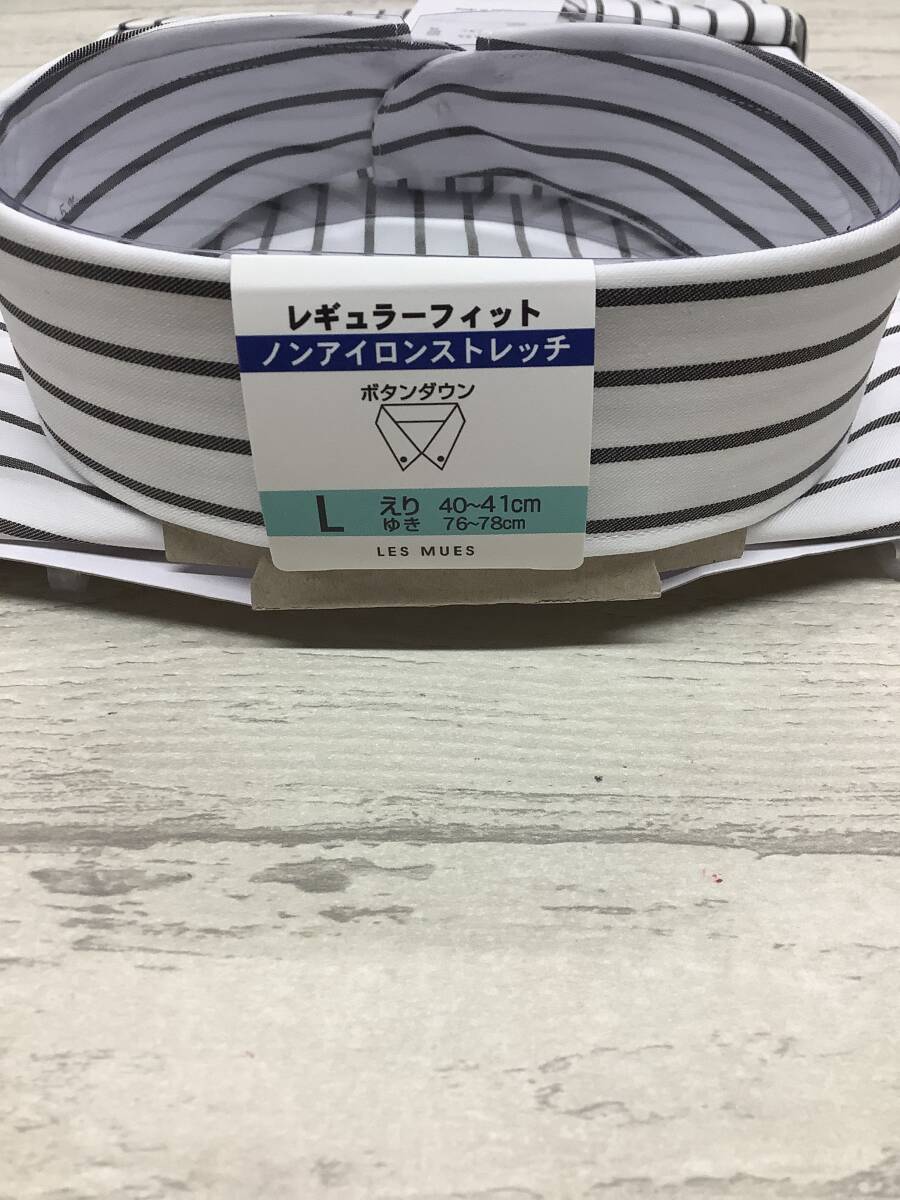 レギュラーフィット
ノンアイロンストレッチ
ボタンダウン
L えり 40~41cm
ゆき 76~78cm
LES MUES